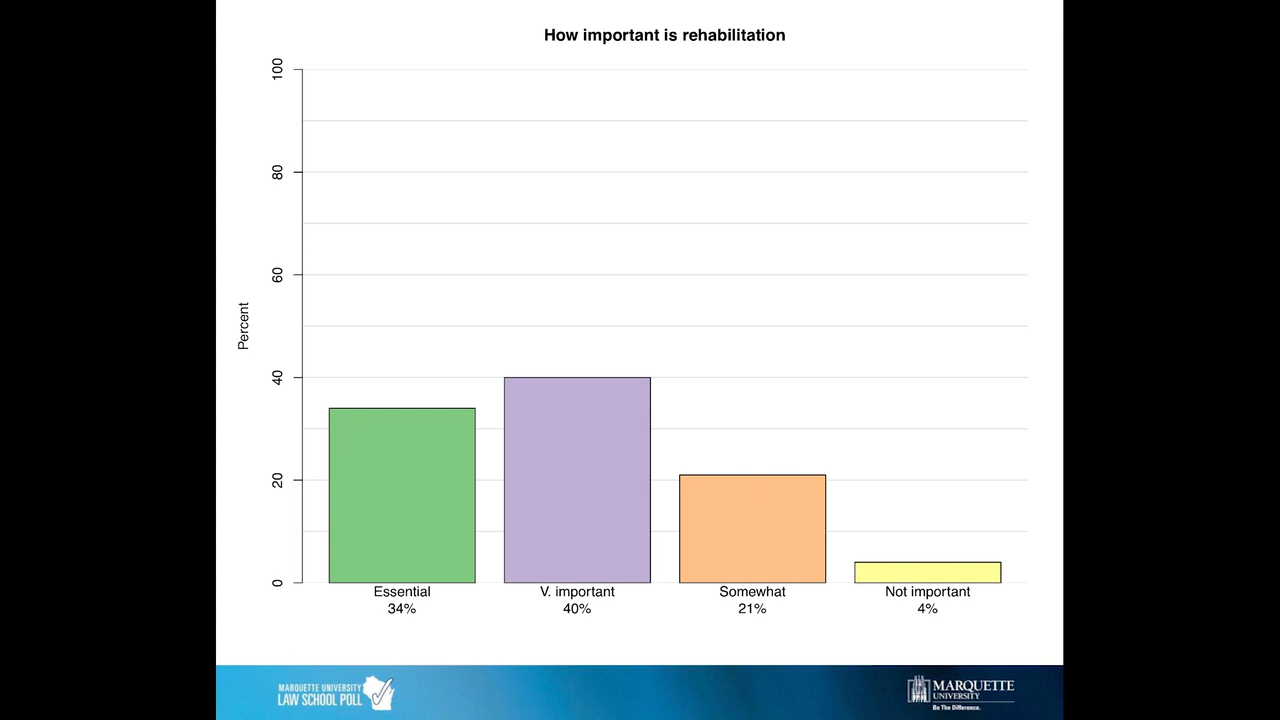 How important is rehabilitation
Percent
100
80
60
40
20
0
Essential
34%
V. important
40%
Somewhat
21%
Not important
4%
MARQUETTE UNIVERSITY
LAW SCHOOL POLL
MARQUETTE
UNIVERSITY
Be The Difference.